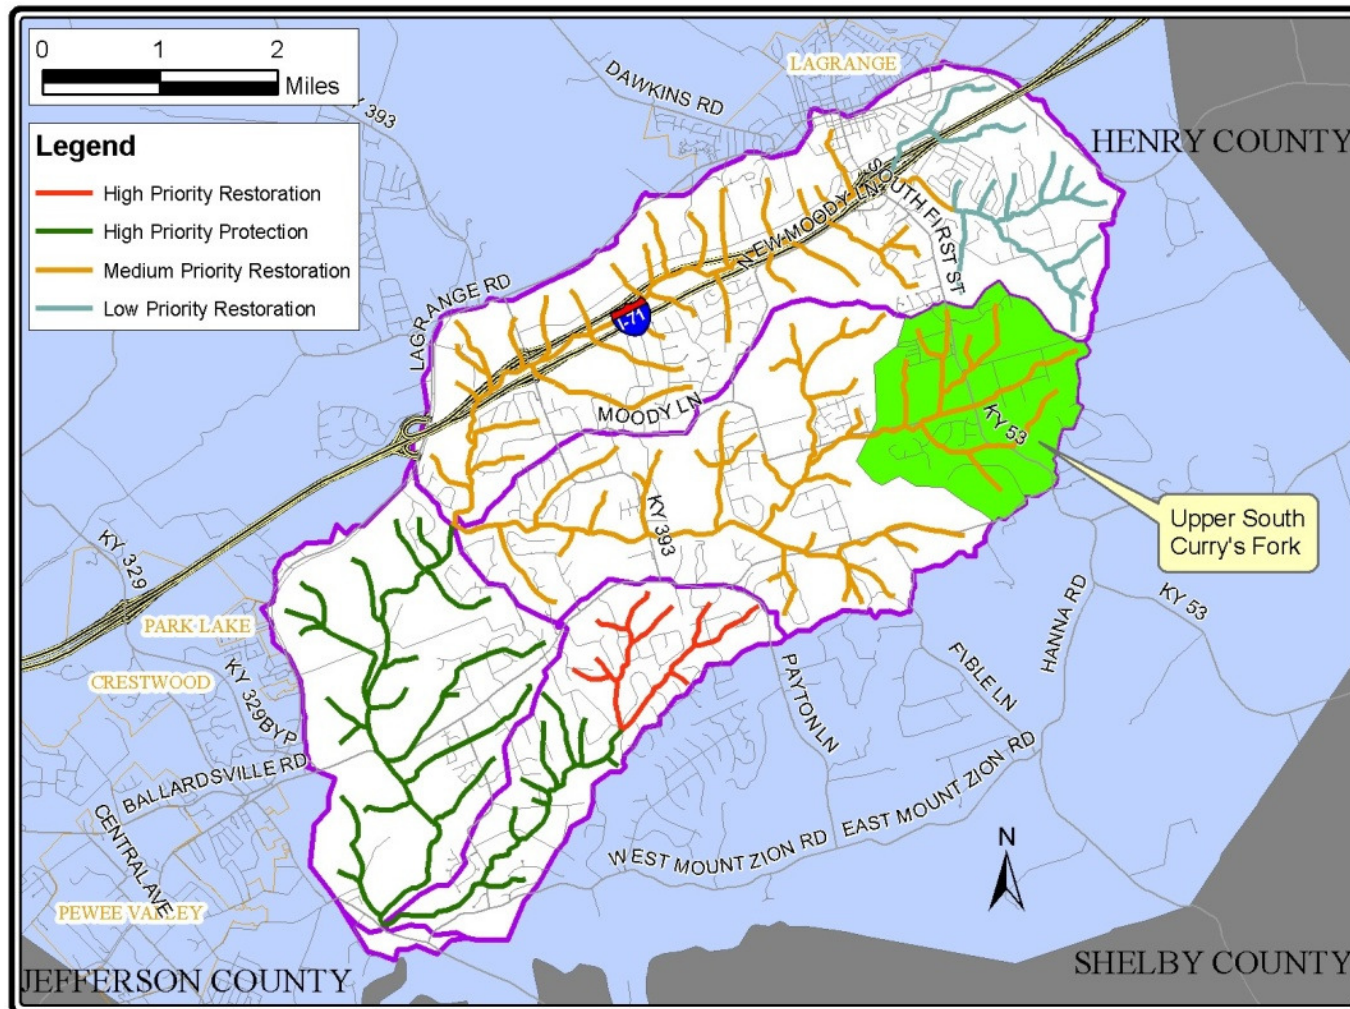 0 1 2
Miles
Legend
High Priority Restoration
High Priority Protection
Medium Priority Restoration
Low Priority Restoration
Y 393
DAWKINS RD
LAGRANGE
HENRY COUNTY
LAGRANGE RD
NEW MOODY LN
SOUTH FIRST ST
I-71
MOODY LN
KY 53
KY 393
Upper South
Curry's Fork
KY 329
PARK LAKE
CRESTWOOD
KY 329BYP
BALLARDSVILLE RD
CENTRAL AVE
PEWEE VALLEY
JEFFERSON COUNTY
PAYTON LN
FIBLE LN
HANNA RD
KY 53
WEST MOUNT ZION RD
EAST MOUNT ZION RD
N
SHELBY COUNTY